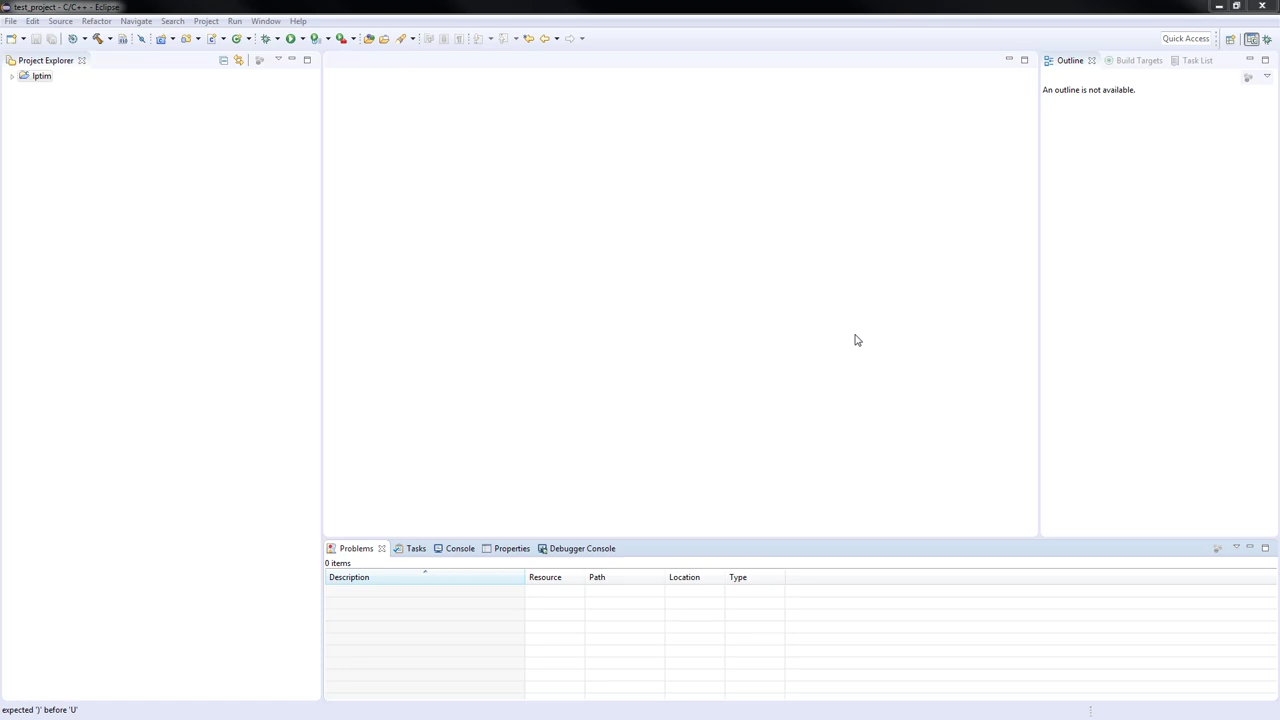 test_project - C/C++ - Eclipse
File Edit Source Refactor Navigate Search Project Run Window Help
Quick Access
Project Explorer
lptim
Outline Build Targets Task List
An outline is not available.
Problems Tasks Console Properties Debugger Console
0 items
Description Resource Path Location Type
expected ')' before 'U'